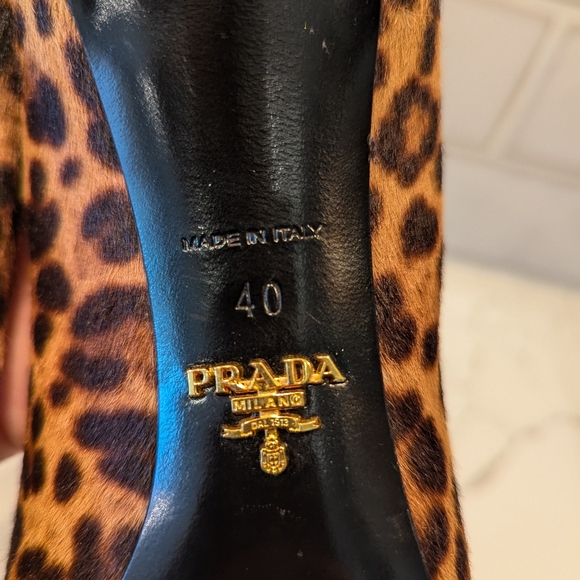 MADE IN ITALY
40
PRADA
MILANO
DAL 1913